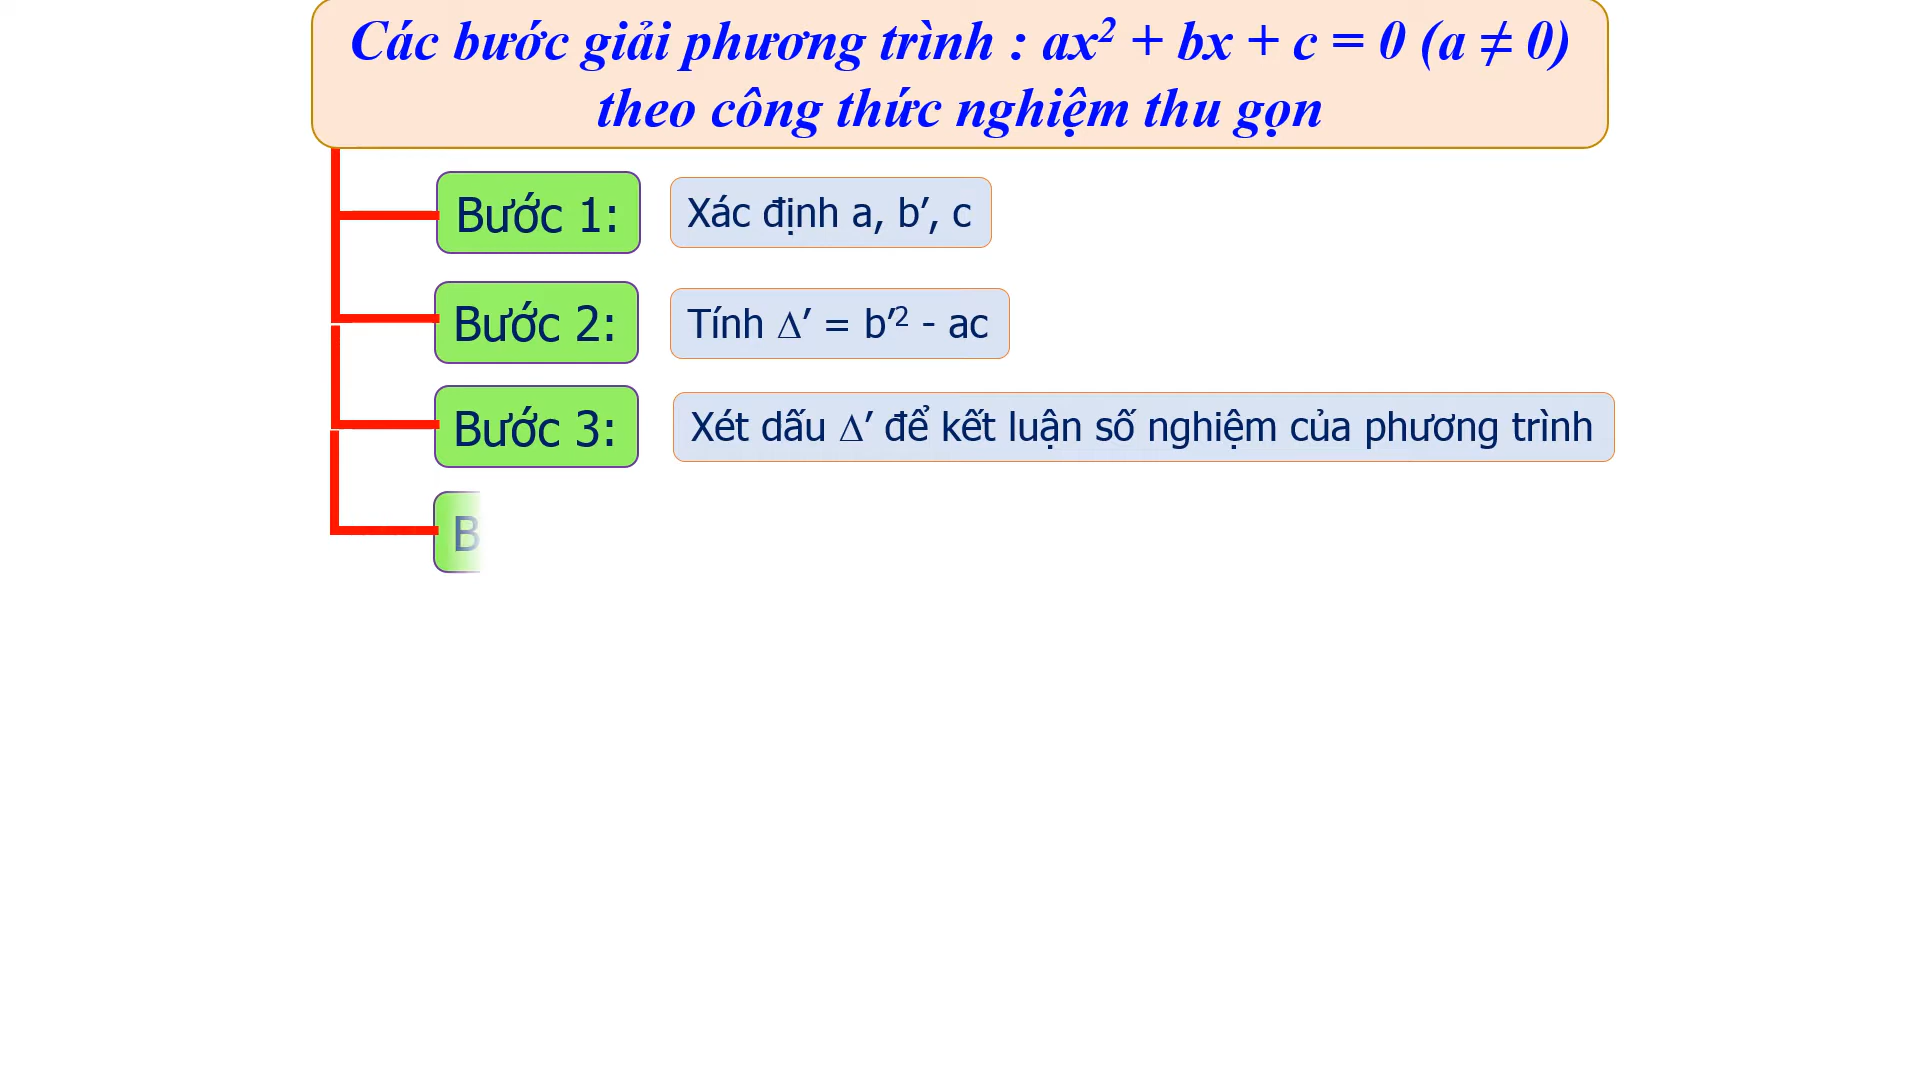 Các bước giải phương trình : ax² + bx + c = 0 (a ≠ 0)
theo công thức nghiệm thu gọn
Bước 1: Xác định a, b’, c
Bước 2: Tính ∆’ = b’² - ac
Bước 3: Xét dấu ∆’ để kết luận số nghiệm của phương trình
B